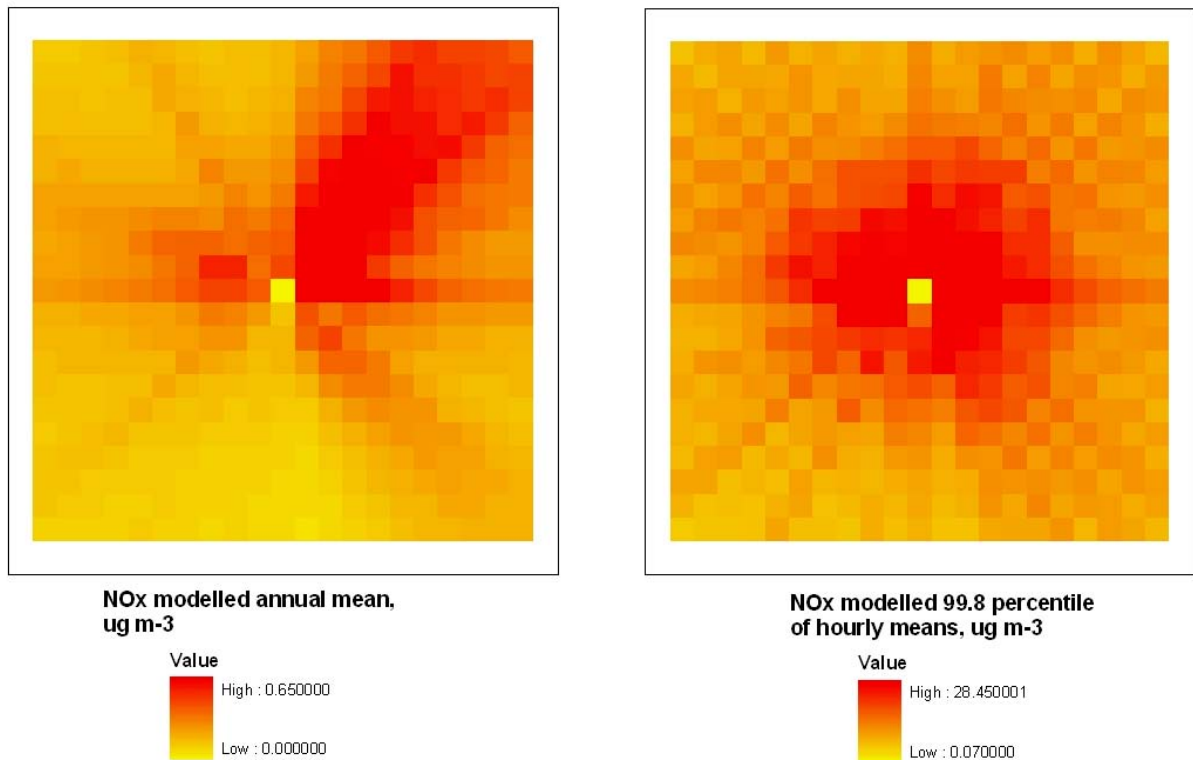 NOx modelled annual mean,
ug m-3
Value
High : 0.650000
Low : 0.000000
NOx modelled 99.8 percentile
of hourly means, ug m-3
Value
High : 28.450001
Low : 0.070000